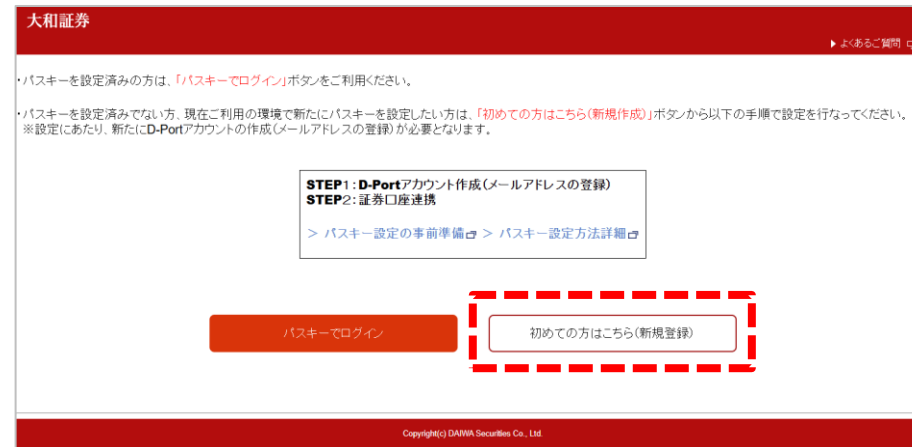 大和証券
▶よくあるご質問
・パスキーを設定済みの方は、「パスキーでログイン」ボタンをご利用ください。
・パスキーを設定済みでない方、現在ご利用の環境で新たにパスキーを設定したい方は、「初めての方はこちら(新規作成)」ボタンから以下の手順で設定を行なってください。
※設定にあたり、新たにD-Portアカウントの作成(メールアドレスの登録)が必要となります。
STEP1:D-Portアカウント作成(メールアドレスの登録)
STEP2:証券口座連携
> パスキー設定の事前準備 > パスキー設定方法詳細
パスキーでログイン
初めての方はこちら(新規登録)
Copyright(c) DAIWA Securities Co., Ltd.